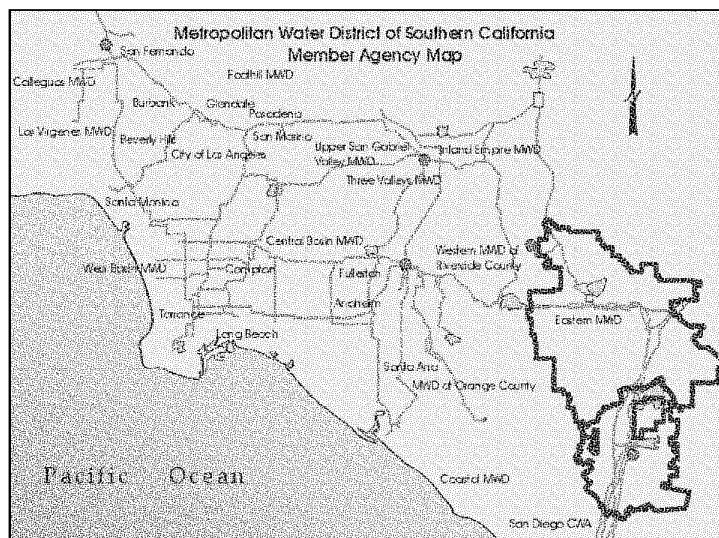 Metropolitan Water District of Southern California
Member Agency Map
San Fernando
Foothill MWD
Calleguas MWD
Burbank
Glendale
Pasadena
Las Virgenes MWD
Beverly Hills
San Marino
City of Los Angeles
Upper San Gabriel
Valley MWD
Inland Empire MWD
Three Valleys MWD
Santa Monica
Central Basin MWD
Western MWD of
Riverside County
West Basin MWD
Compton
Fullerton
Anaheim
Torrance
Eastern MWD
Long Beach
Santa Ana
MWD of Orange County
Pacific Ocean
Coastal MWD
San Diego CWA
N